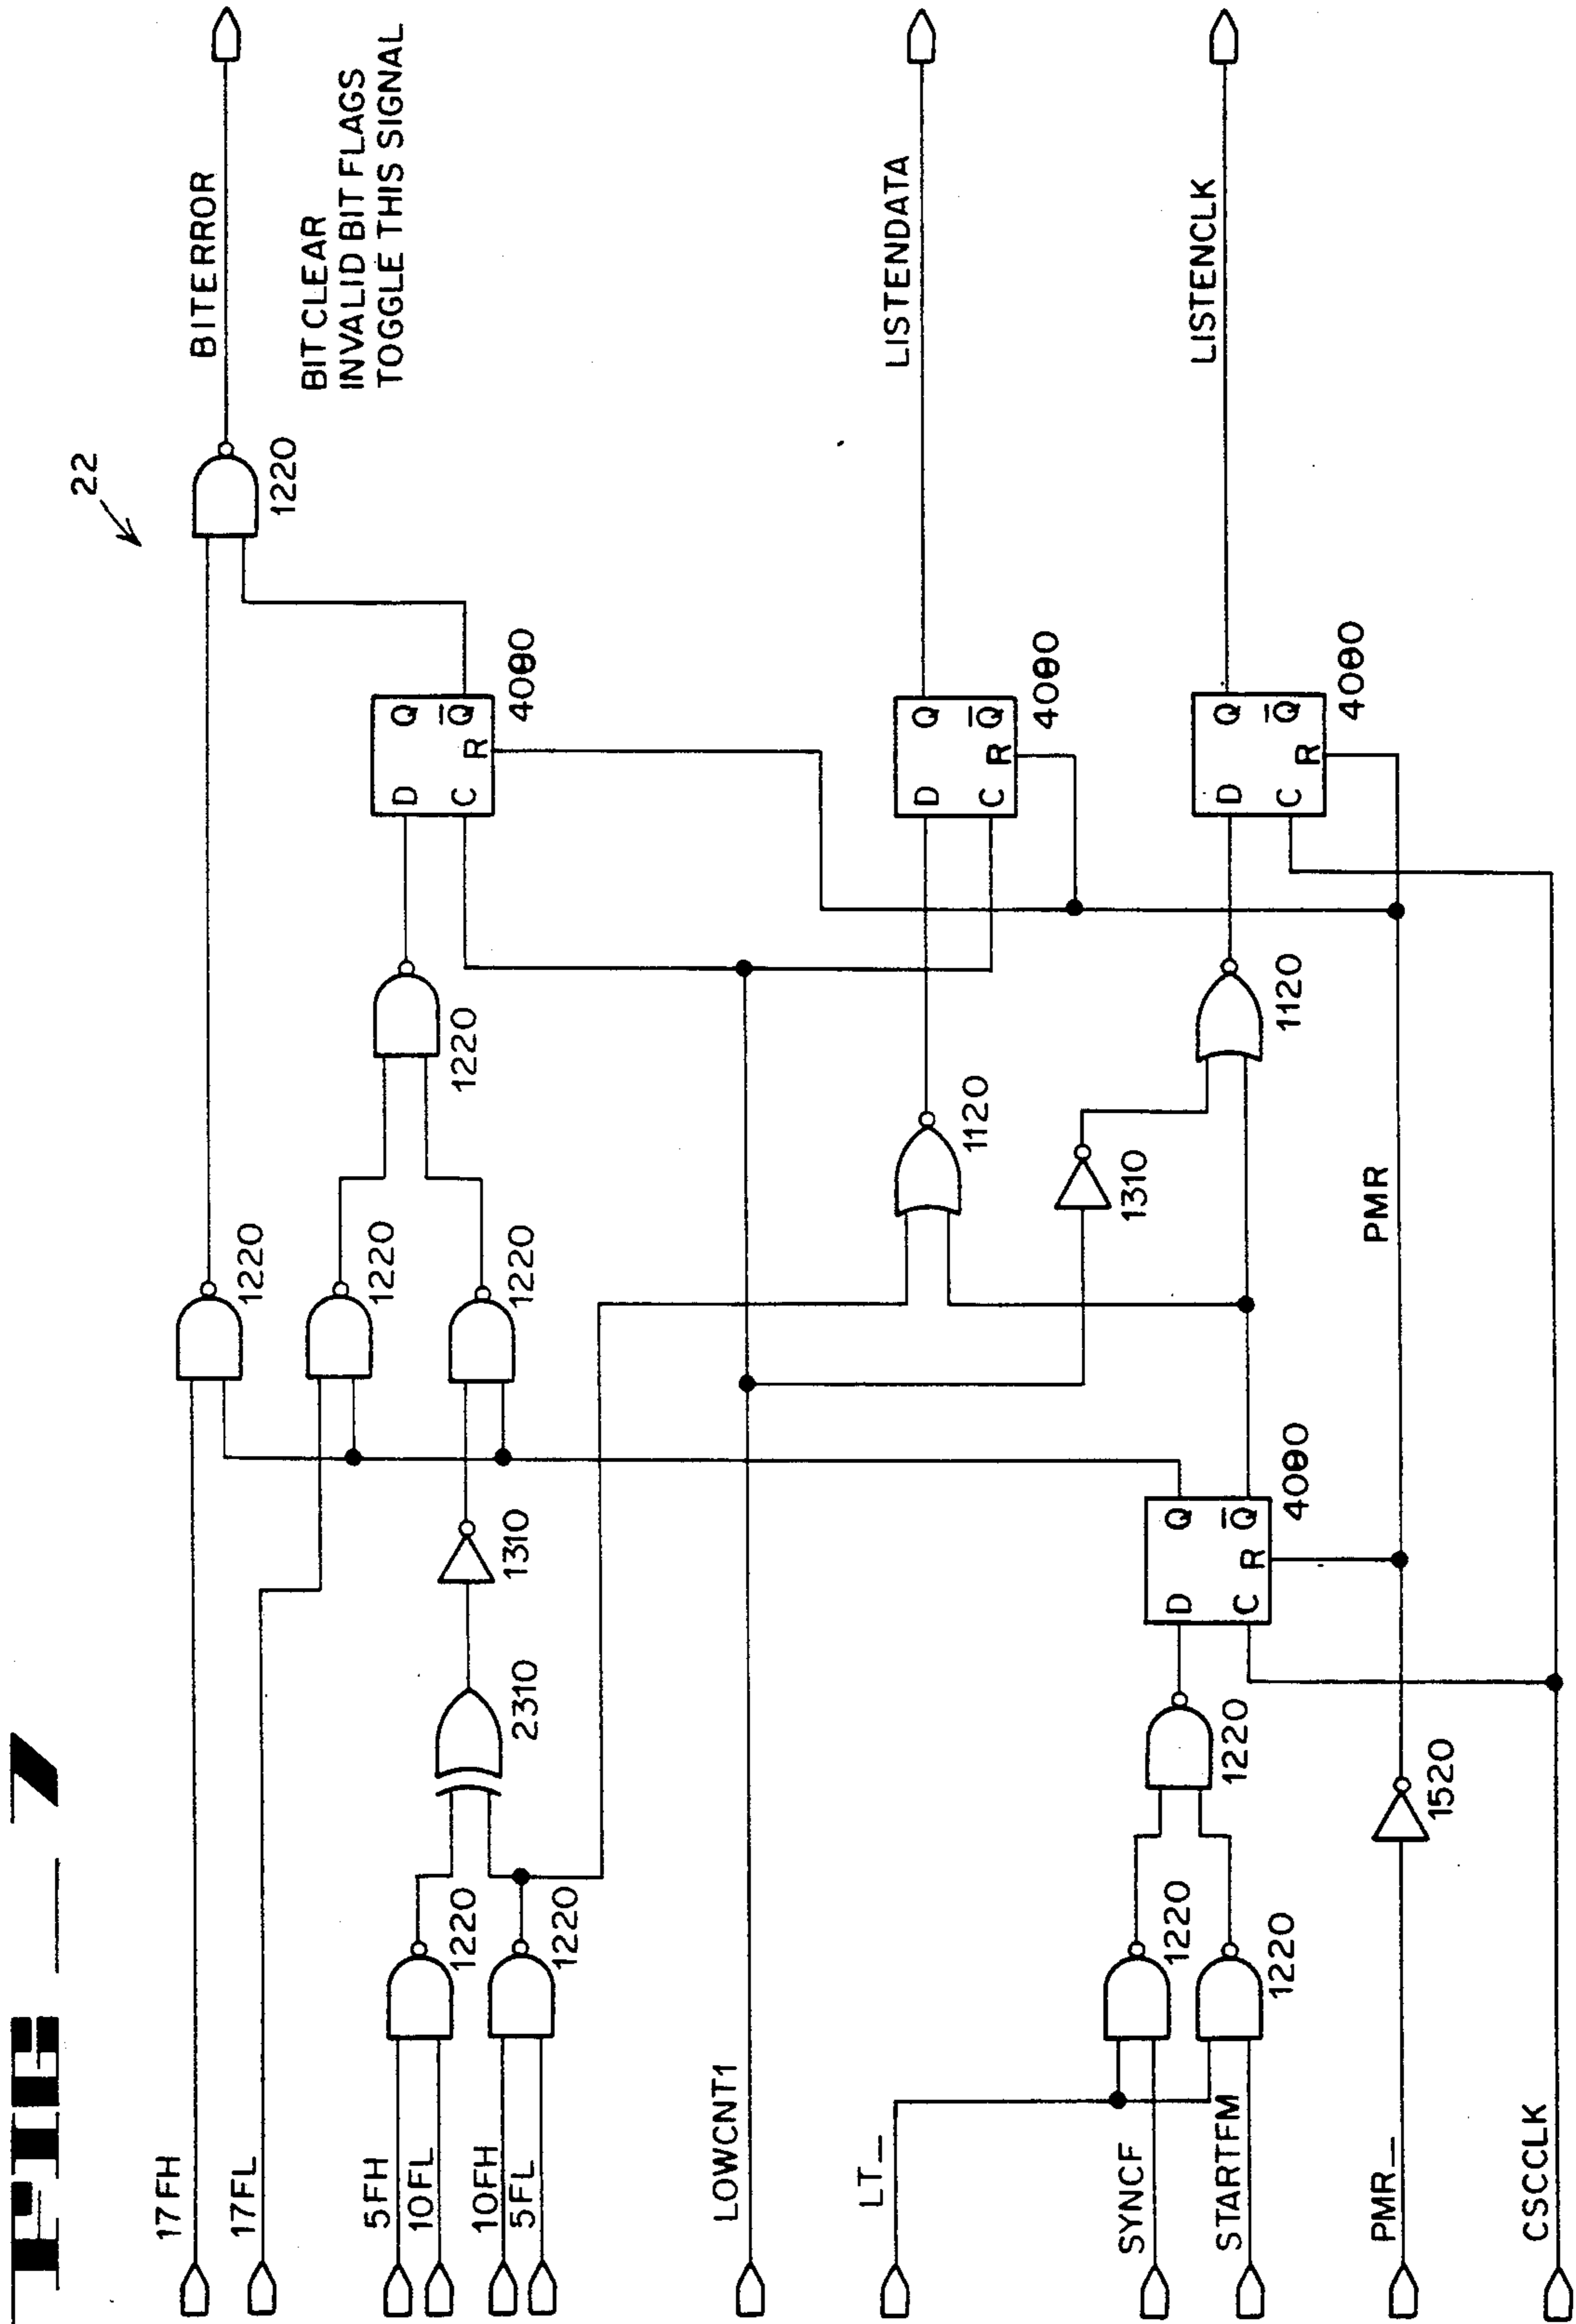 FIG 7
22
BITERROR
BIT CLEAR
INVALID BIT FLAGS
TOGGLE THIS SIGNAL
LISTENDATA
LISTENCLK
17FH
17FL
5FH
10FL
10FH
5FL
LOWCNT1
LT_
SYNCF
STARTFM
PMR_
CSCCLK
1220
1220
1220
1220
1220
1220
1220
2310
1310
1220
D Q
C R Q̅
4080
1220
1120
D Q
C R Q̅
4080
1310
1120
D Q
C R Q̅
4080
1220
1220
D Q
C R Q̅
4080
1520
PMR